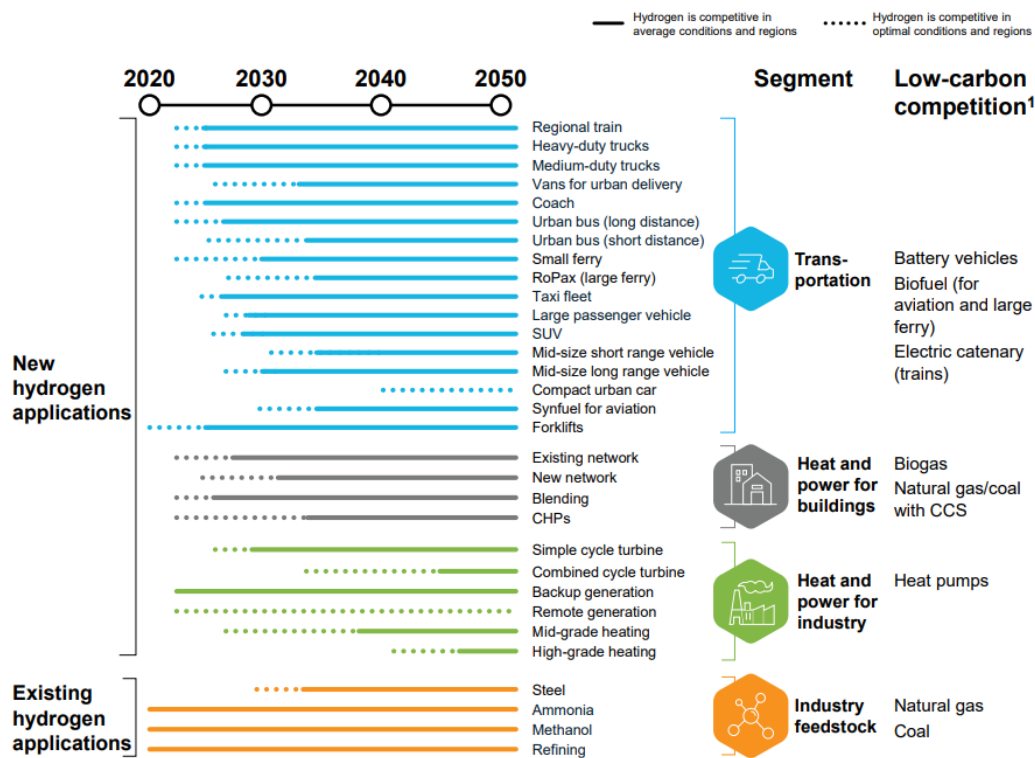 Hydrogen is competitive in
average conditions and regions
Hydrogen is competitive in
optimal conditions and regions
2020
2030
2040
2050
Segment
Low-carbon
competition1
New
hydrogen
applications
Regional train
Heavy-duty trucks
Medium-duty trucks
Vans for urban delivery
Coach
Urban bus (long distance)
Urban bus (short distance)
Small ferry
RoPax (large ferry)
Taxi fleet
Large passenger vehicle
SUV
Mid-size short range vehicle
Mid-size long range vehicle
Compact urban car
Synfuel for aviation
Forklifts
Trans-
portation
Battery vehicles
Biofuel (for
aviation and large
ferry)
Electric catenary
(trains)
Existing network
New network
Blending
CHPs
Heat and
power for
buildings
Biogas
Natural gas/coal
with CCS
Simple cycle turbine
Combined cycle turbine
Backup generation
Remote generation
Mid-grade heating
High-grade heating
Heat and
power for
industry
Heat pumps
Existing
hydrogen
applications
Steel
Ammonia
Methanol
Refining
Industry
feedstock
Natural gas
Coal